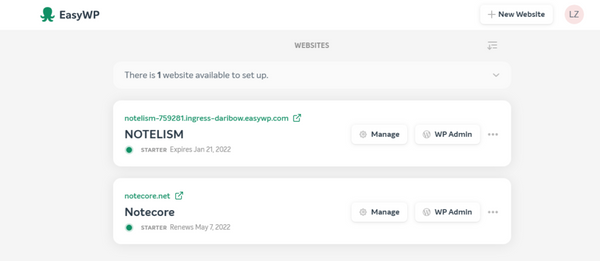 EasyWP
New Website
LZ
WEBSITES
There is 1 website available to set up.
notelism-759281.ingress-daribow.easywp.com
NOTELISM
Manage
WP Admin
STARTER Expires Jan 21, 2022
notecore.net
Notecore
Manage
WP Admin
STARTER Renews May 7, 2022